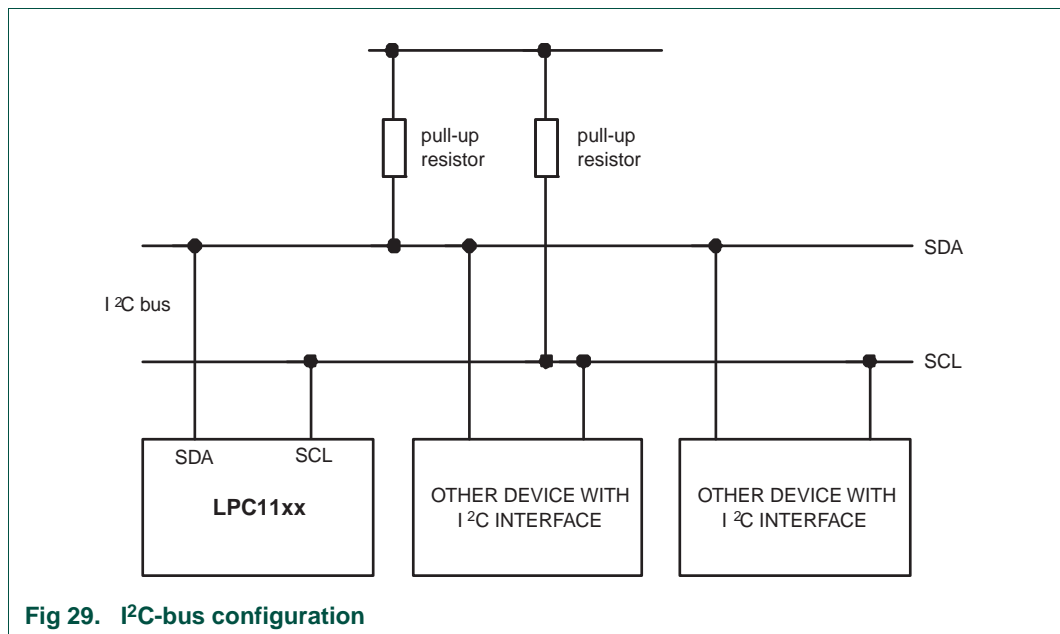 pull-up
resistor
pull-up
resistor
SDA
I ²C bus
SCL
SDA SCL
LPC11xx
OTHER DEVICE WITH
I ²C INTERFACE
OTHER DEVICE WITH
I ²C INTERFACE
Fig 29. I²C-bus configuration